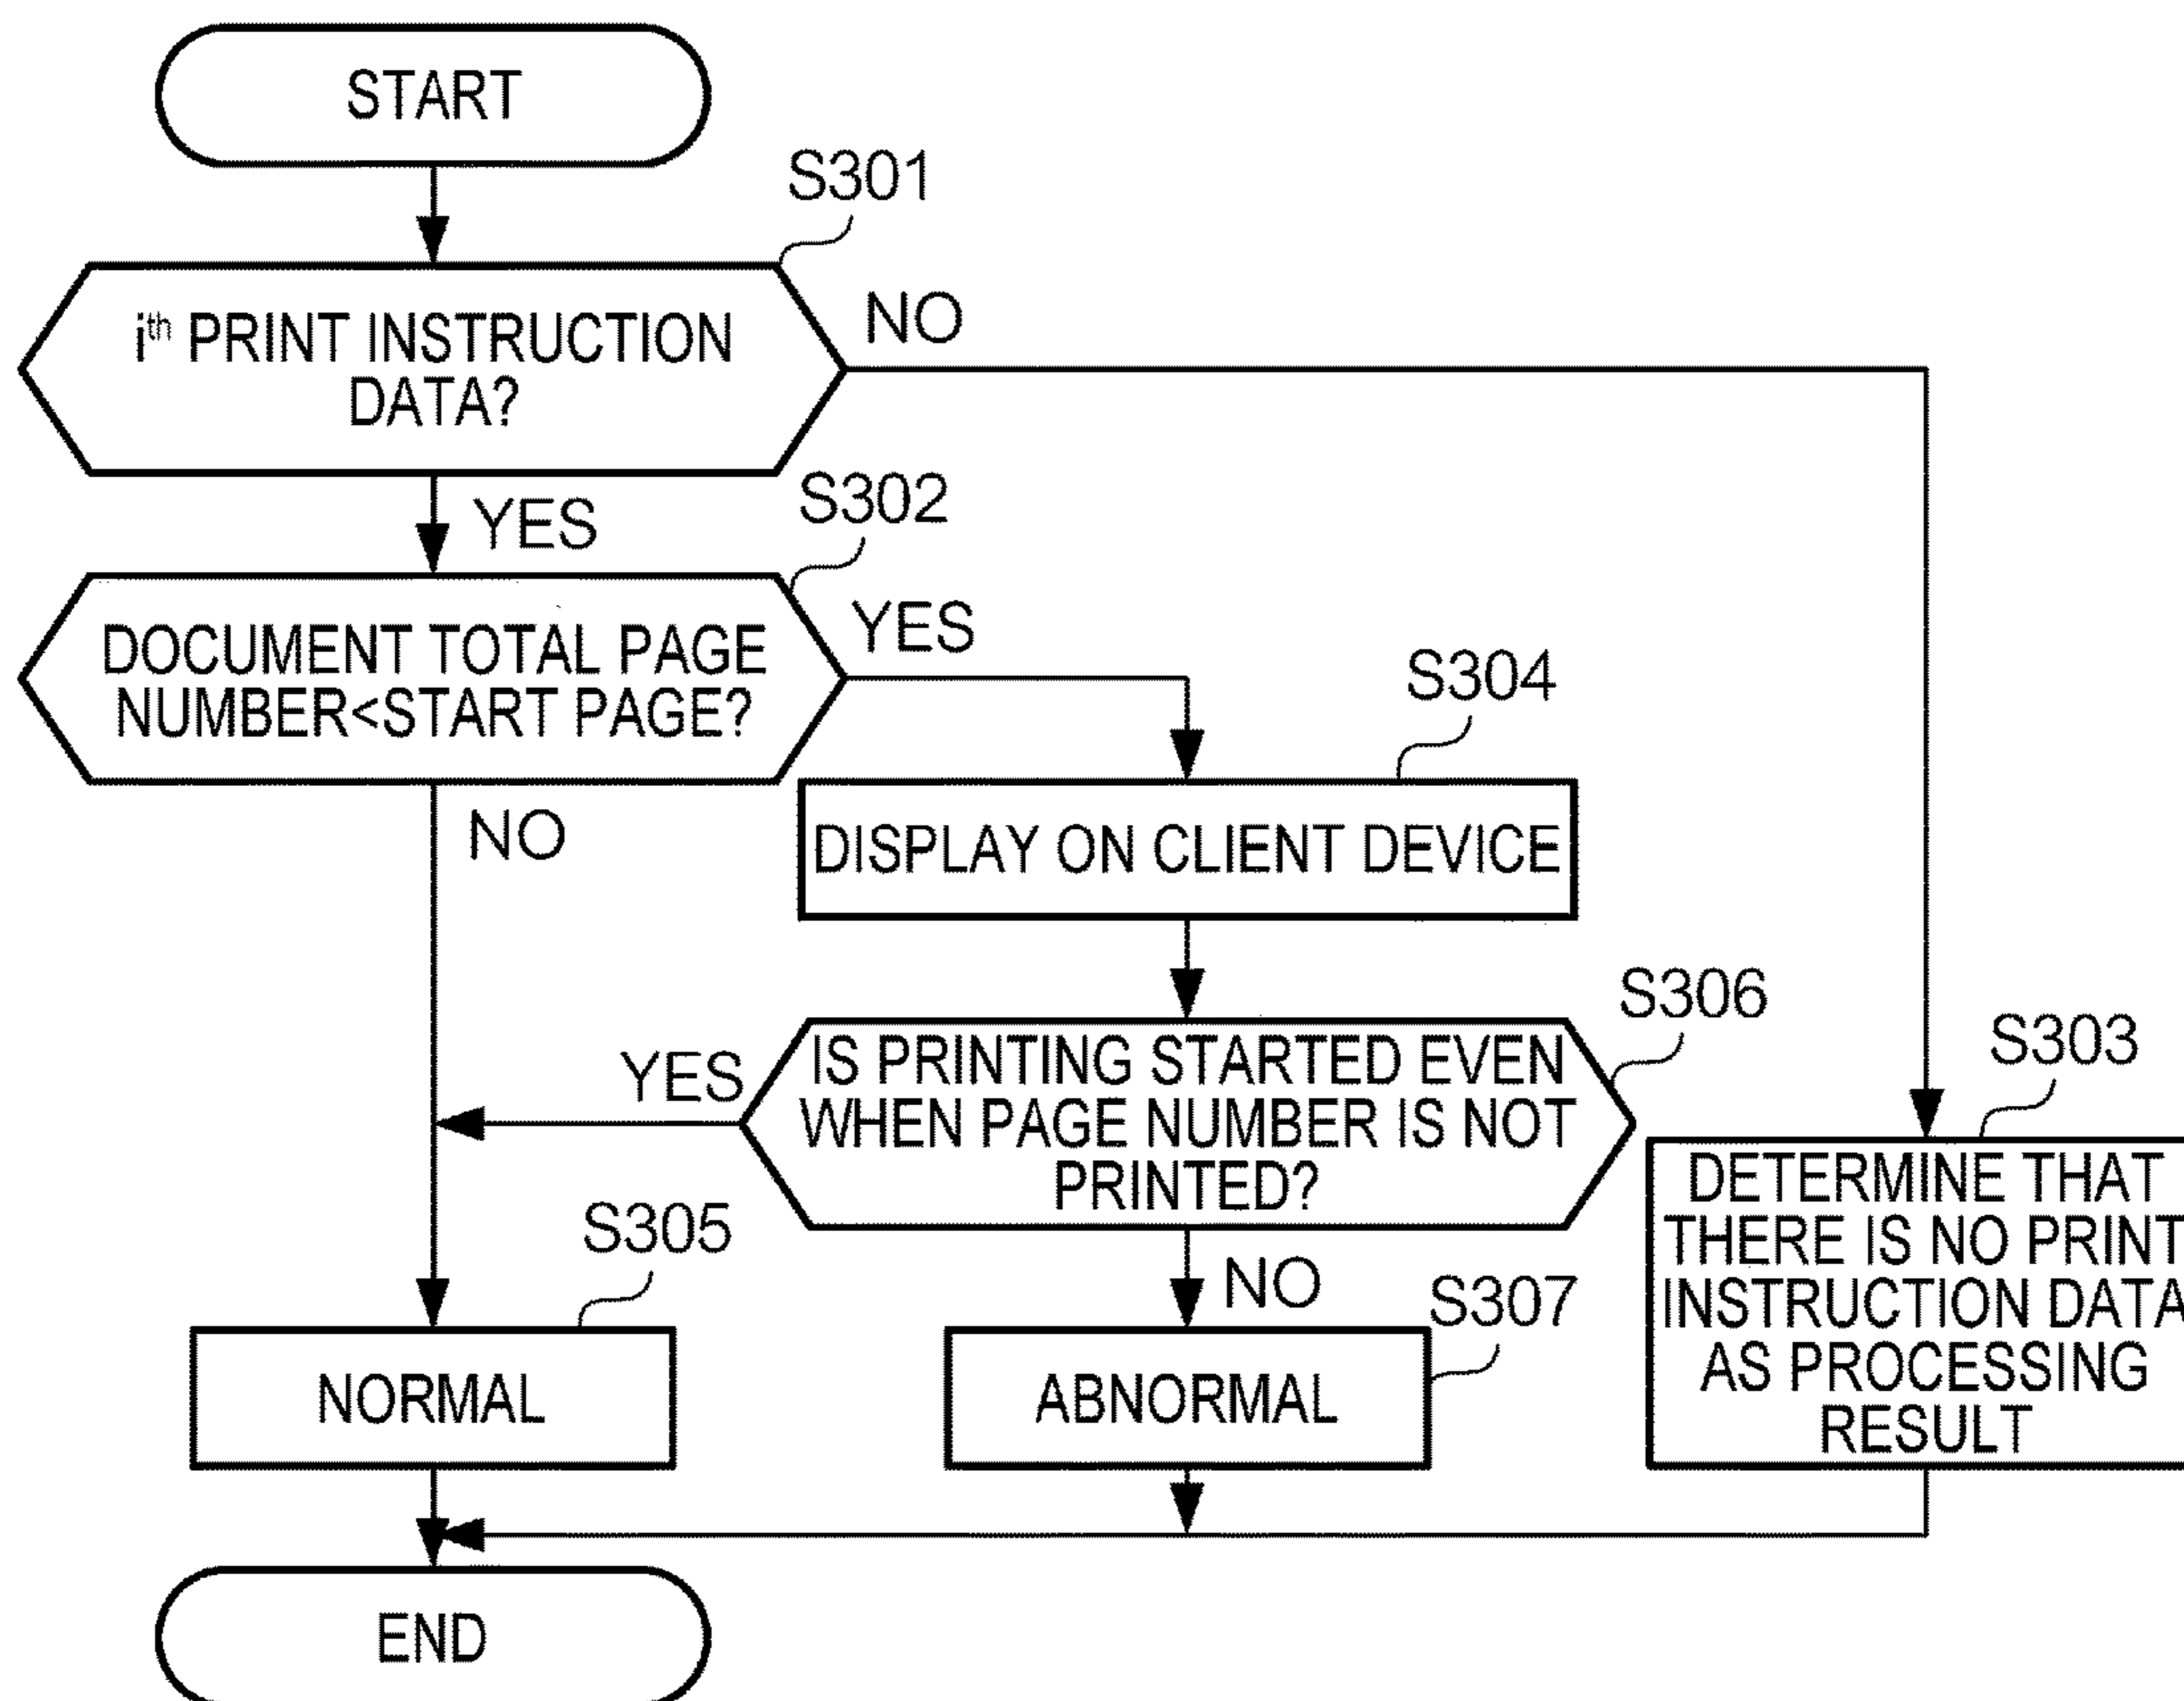 START
S301
iᵗʰ PRINT INSTRUCTION
DATA?
NO
YES
S302
DOCUMENT TOTAL PAGE
NUMBER<START PAGE?
YES
NO
S304
DISPLAY ON CLIENT DEVICE
S306
IS PRINTING STARTED EVEN
WHEN PAGE NUMBER IS NOT
PRINTED?
YES
NO
S303
DETERMINE THAT
THERE IS NO PRINT
INSTRUCTION DATA
AS PROCESSING
RESULT
S305
NORMAL
S307
ABNORMAL
END